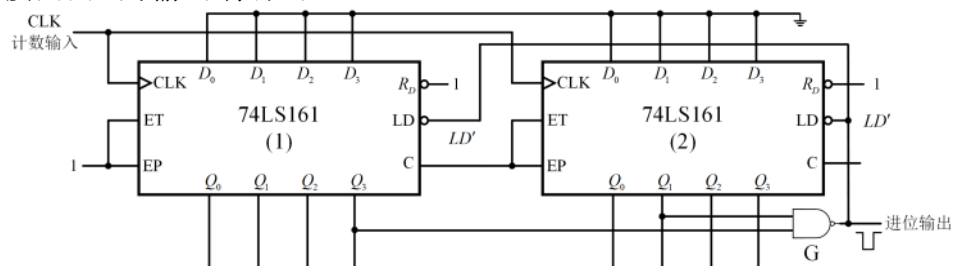 CLK
计数输入
D₀ D₁ D₂ D₃
D₀ D₁ D₂ D₃
CLK
R_D
1
CLK
R_D
1
74LS161
74LS161
ET
LD
LD'
ET
LD
LD'
(1)
(2)
1
EP
C
EP
C
Q₀ Q₁ Q₂ Q₃
Q₀ Q₁ Q₂ Q₃
进位输出
G